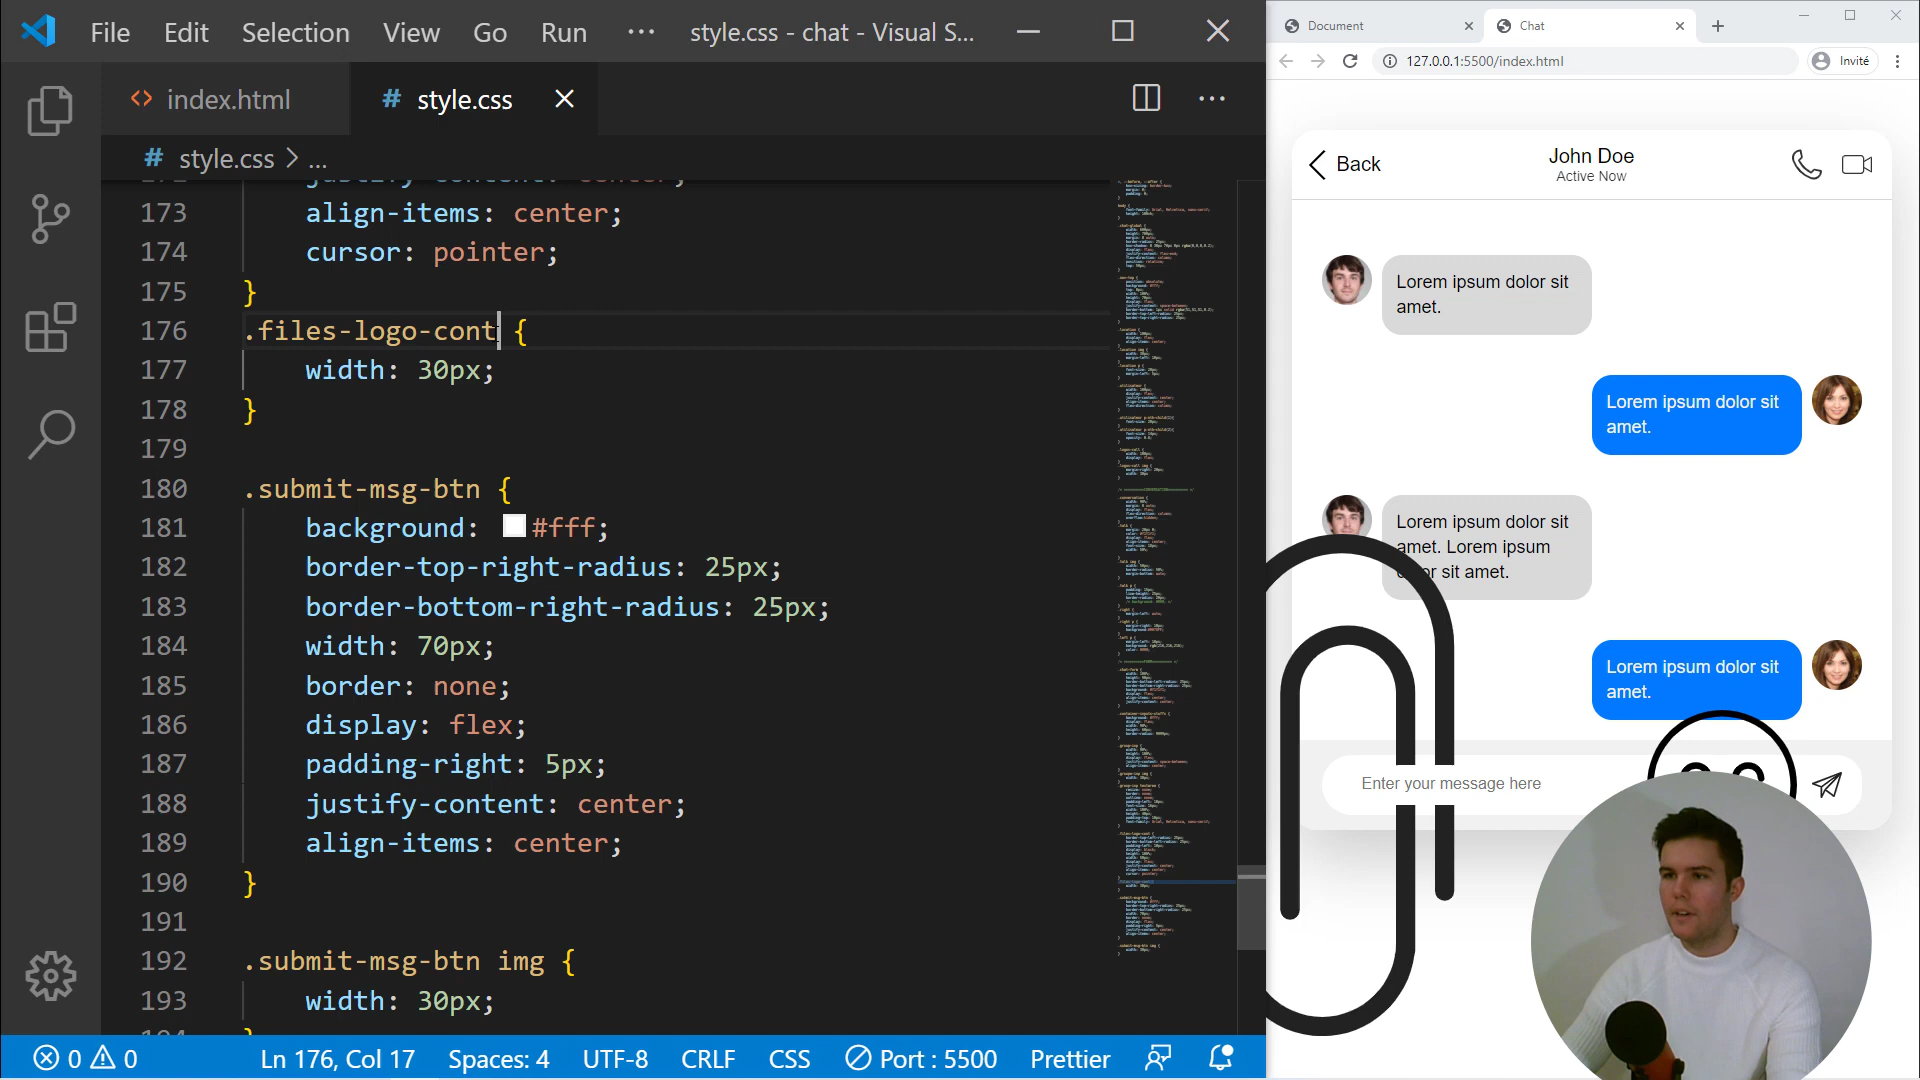 File Edit Selection View Go Run ··· style.css - chat - Visual S...
index.html
style.css
style.css > ...
173 align-items: center;
174 cursor: pointer;
175 }
176 .files-logo-cont {
177 width: 30px;
178 }
179
180 .submit-msg-btn {
181 background: #fff;
182 border-top-right-radius: 25px;
183 border-bottom-right-radius: 25px;
184 width: 70px;
185 border: none;
186 display: flex;
187 padding-right: 5px;
188 justify-content: center;
189 align-items: center;
190 }
191
192 .submit-msg-btn img {
193 width: 30px;
0 0 Ln 176, Col 17 Spaces: 4 UTF-8 CRLF CSS Port : 5500 Prettier
Document
Chat
127.0.0.1:5500/index.html
Invité
Back
John Doe
Active Now
Lorem ipsum dolor sit
amet.
Lorem ipsum dolor sit
amet.
Lorem ipsum dolor sit
amet. Lorem ipsum
dolor sit amet.
Lorem ipsum dolor sit
amet.
Enter your message here